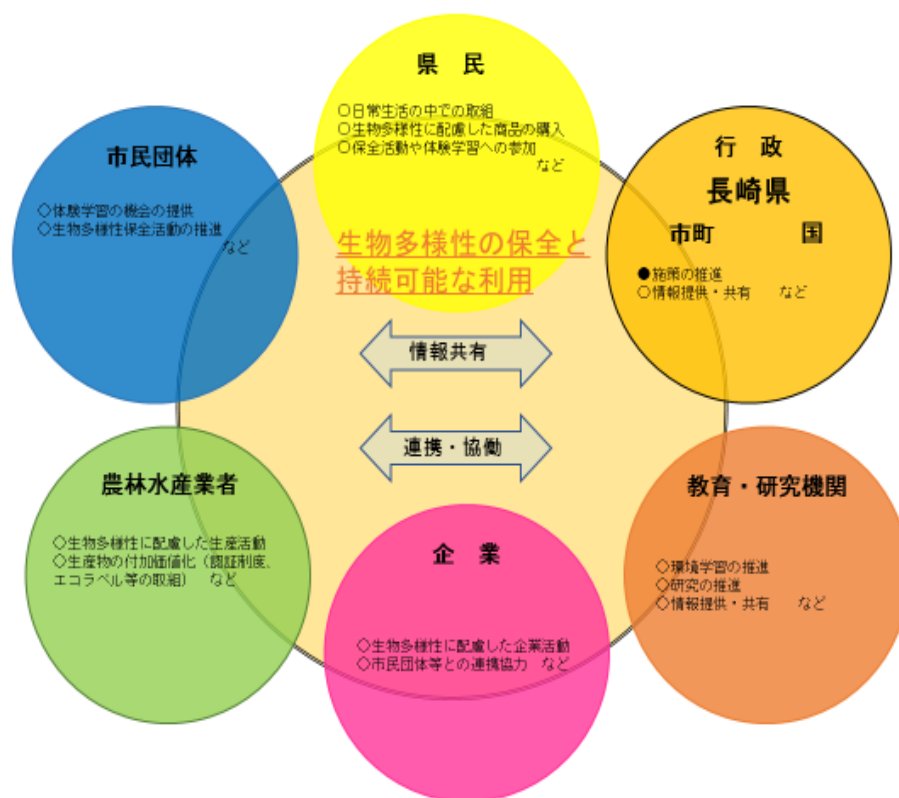 県 民
○日常生活の中での取組
○生物多様性に配慮した商品の購入
○保全活動や体験学習への参加
など
市民団体
◇体験学習の機会の提供
◇生物多様性保全活動の推進
など
行 政
長崎県
市町 国
●施策の推進
○情報提供・共有 など
生物多様性の保全と
持続可能な利用
情報共有
連携・協働
農林水産業者
◇生物多様性に配慮した生産活動
◇生産物の付加価値化（認証制度、
エコラベル等の取組） など
企 業
◇生物多様性に配慮した企業活動
◇市民団体等との連携協力 など
教育・研究機関
◇環境学習の推進
◇研究の推進
◇情報提供・共有 など